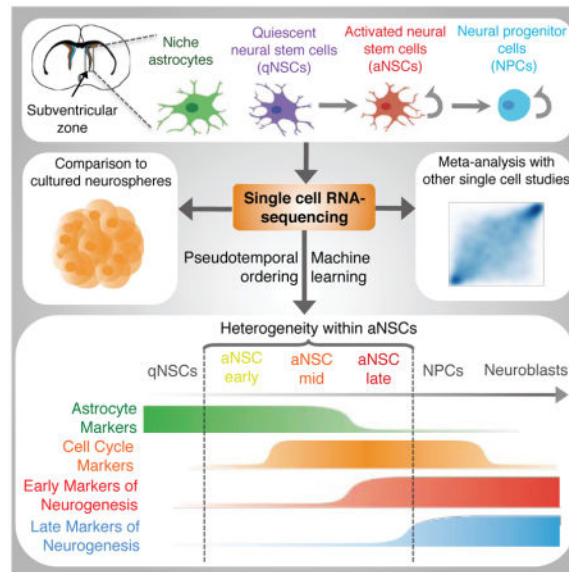 Niche
astrocytes
Quiescent
neural stem cells
(qNSCs)
Activated neural
stem cells
(aNSCs)
Neural progenitor
cells
(NPCs)
Subventricular
zone
Comparison to
cultured neurospheres
Single cell RNA-
sequencing
Meta-analysis with
other single cell studies
Pseudotemporal
ordering
Machine
learning
Heterogeneity within aNSCs
qNSCs
aNSC
early
aNSC
mid
aNSC
late
NPCs
Neuroblasts
Astrocyte
Markers
Cell Cycle
Markers
Early Markers
of Neurogenesis
Late Markers of
Neurogenesis